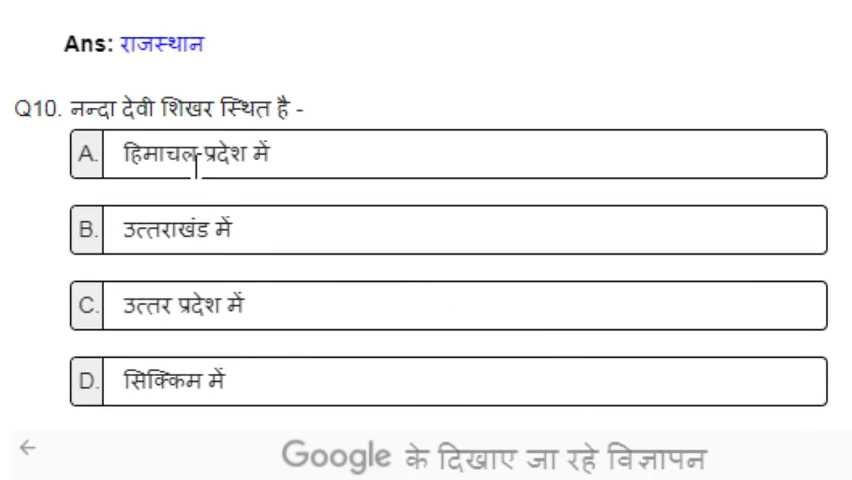 Ans: राजस्थान
Q10. नन्दा देवी शिखर स्थित है -
A. हिमाचल प्रदेश में
B. उत्तराखंड में
C. उत्तर प्रदेश में
D. सिक्किम में
Google के दिखाए जा रहे विज्ञापन